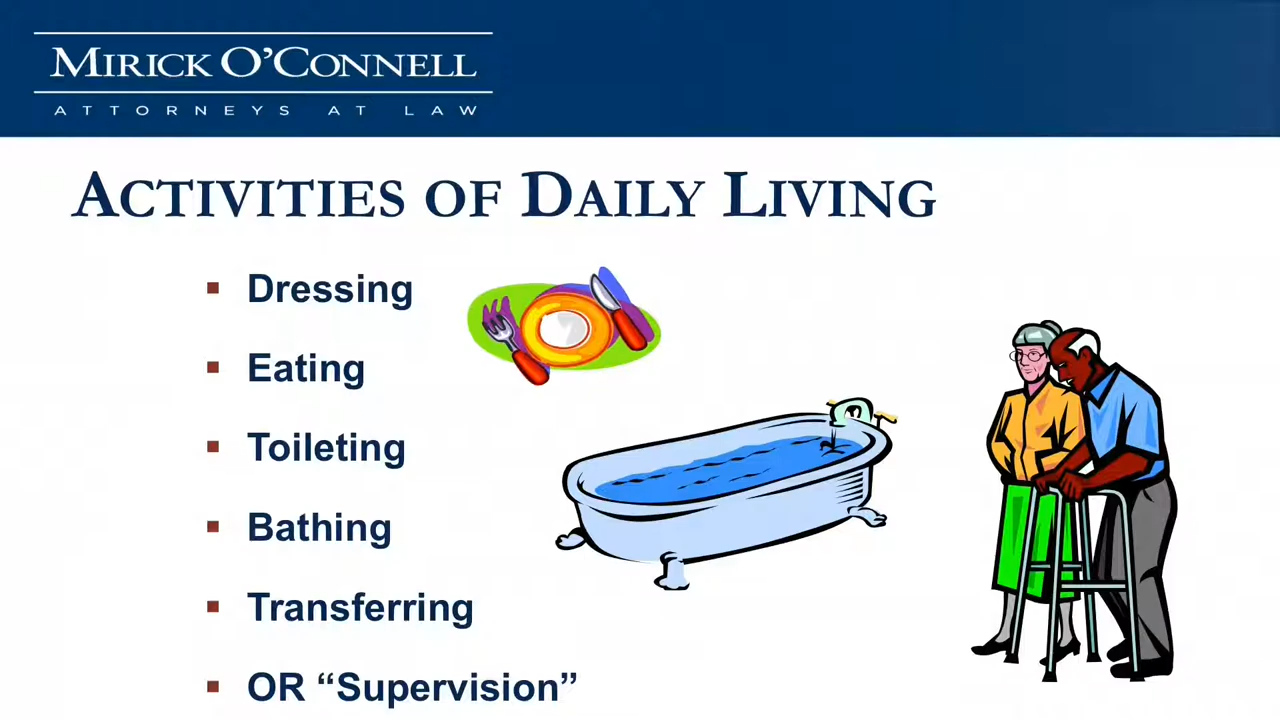 MIRICK O'CONNELL
ATTORNEYS AT LAW
ACTIVITIES OF DAILY LIVING
▪ Dressing
▪ Eating
▪ Toileting
▪ Bathing
▪ Transferring
▪ OR “Supervision”